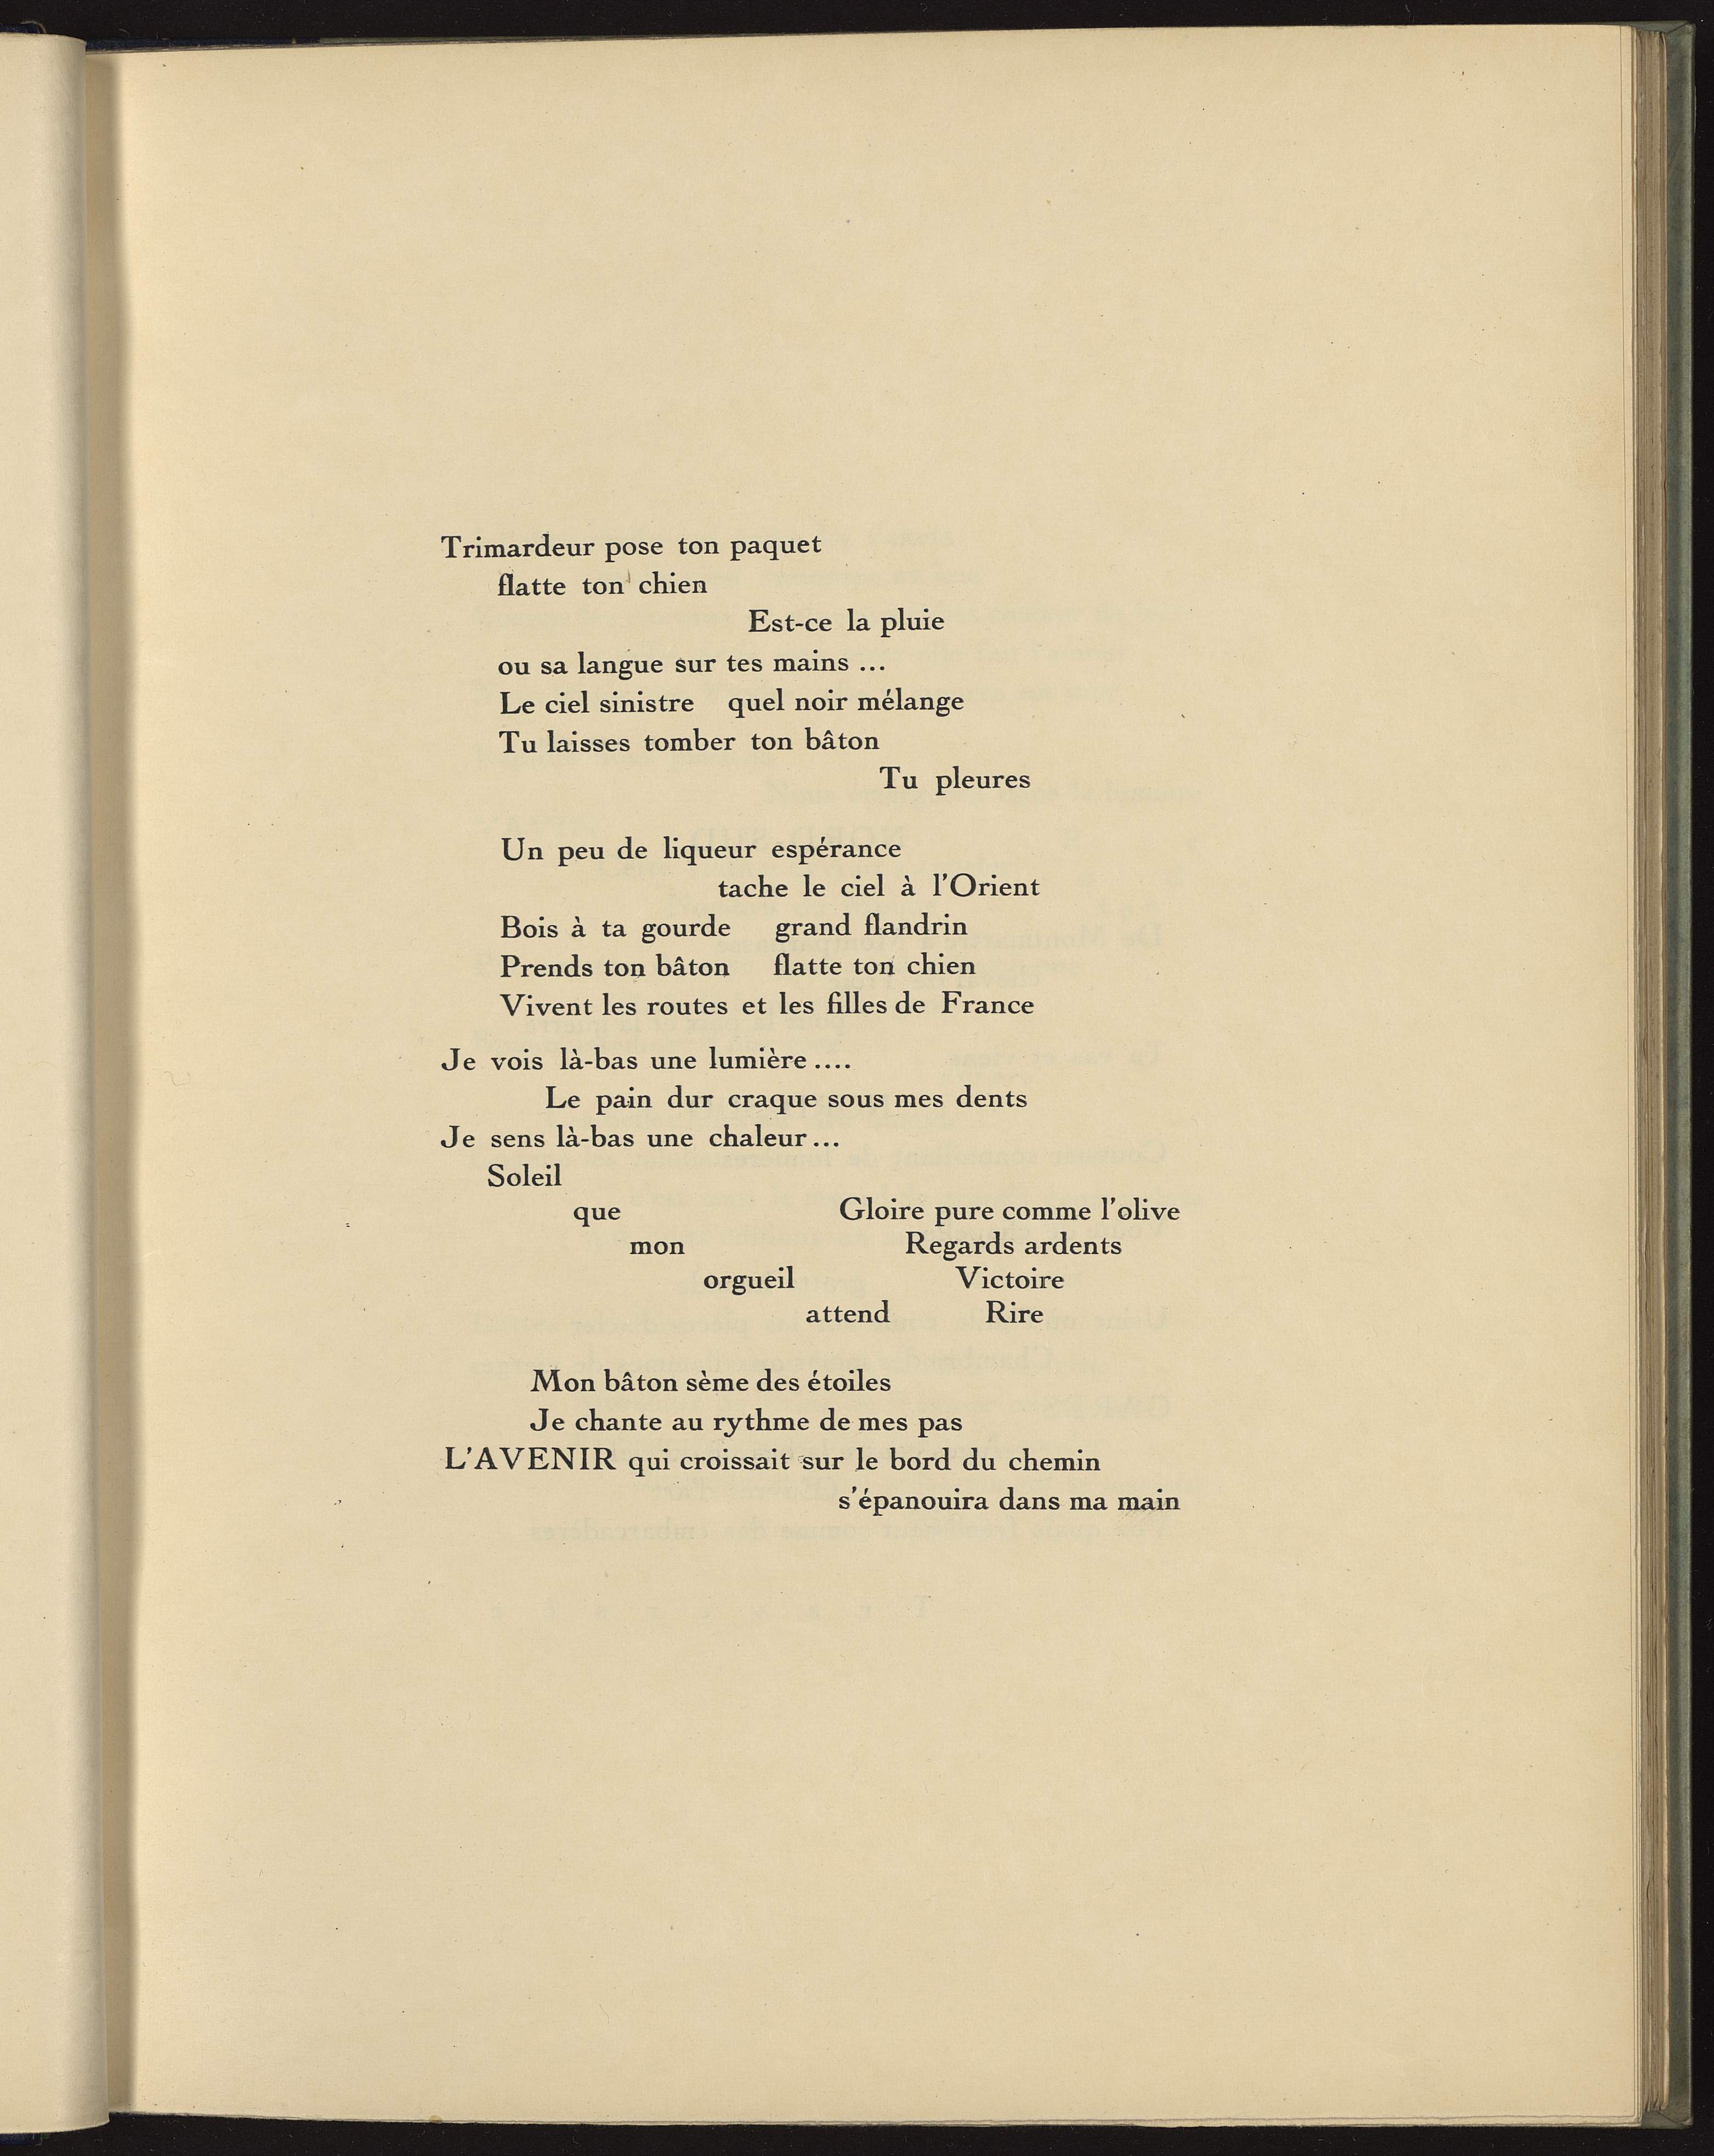 Trimardeur pose ton paquet
flatte ton chien
Est-ce la pluie
ou sa langue sur tes mains ...
Le ciel sinistre quel noir mélange
Tu laisses tomber ton bâton
Tu pleures
Un peu de liqueur espérance
tache le ciel à l'Orient
Bois à ta gourde grand flandrin
Prends ton bâton flatte ton chien
Vivent les routes et les filles de France
Je vois là-bas une lumière....
Le pain dur craque sous mes dents
Je sens là-bas une chaleur...
Soleil
que Gloire pure comme l'olive
mon Regards ardents
orgueil Victoire
attend Rire
Mon bâton sème des étoiles
Je chante au rythme de mes pas
L'AVENIR qui croissait sur le bord du chemin
s'épanouira dans ma main